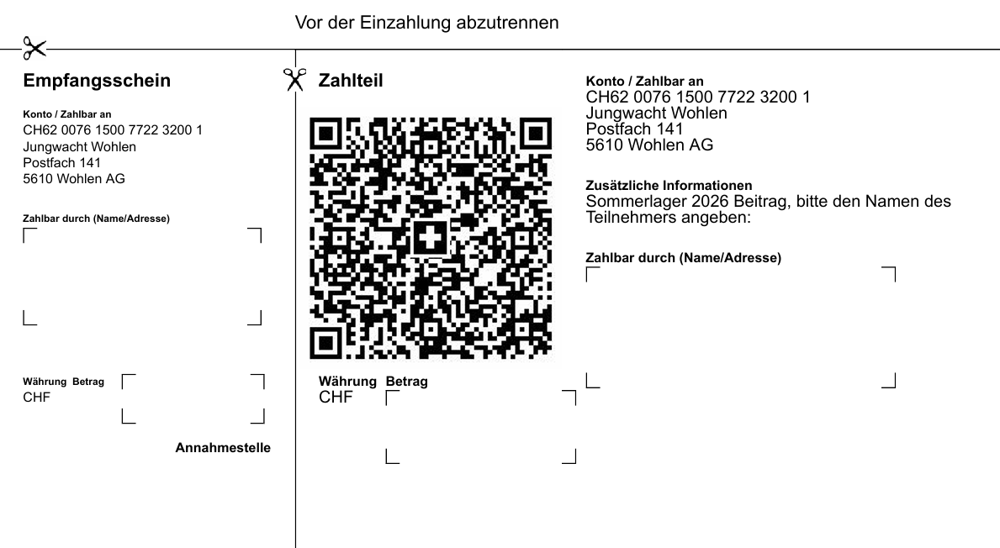 Vor der Einzahlung abzutrennen
Empfangsschein
Konto / Zahlbar an
CH62 0076 1500 7722 3200 1
Jungwacht Wohlen
Postfach 141
5610 Wohlen AG
Zahlbar durch (Name/Adresse)
Währung Betrag
CHF
Annahmestelle
Zahlteil
Währung Betrag
CHF
Konto / Zahlbar an
CH62 0076 1500 7722 3200 1
Jungwacht Wohlen
Postfach 141
5610 Wohlen AG
Zusätzliche Informationen
Sommerlager 2026 Beitrag, bitte den Namen des
Teilnehmers angeben:
Zahlbar durch (Name/Adresse)